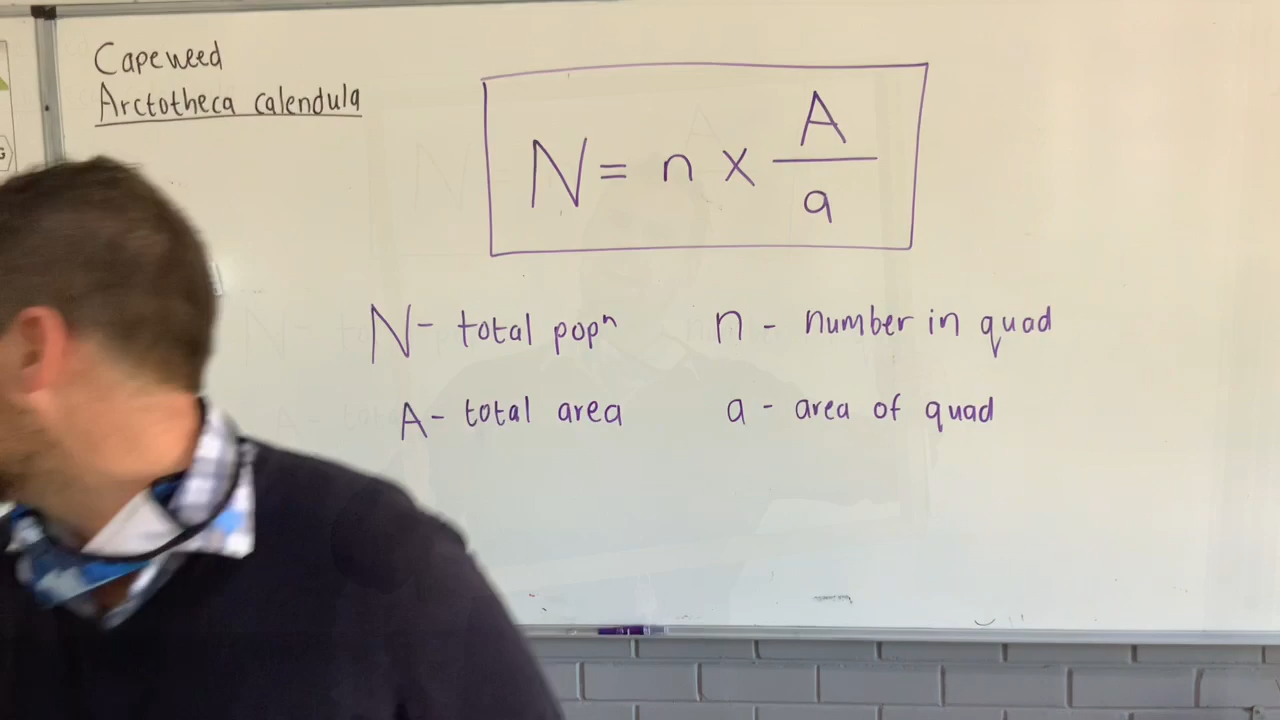 Capeweed
Arctotheca calendula
N = n × A/a
N - total popⁿ
n - number in quad
A - total area
a - area of quad
G